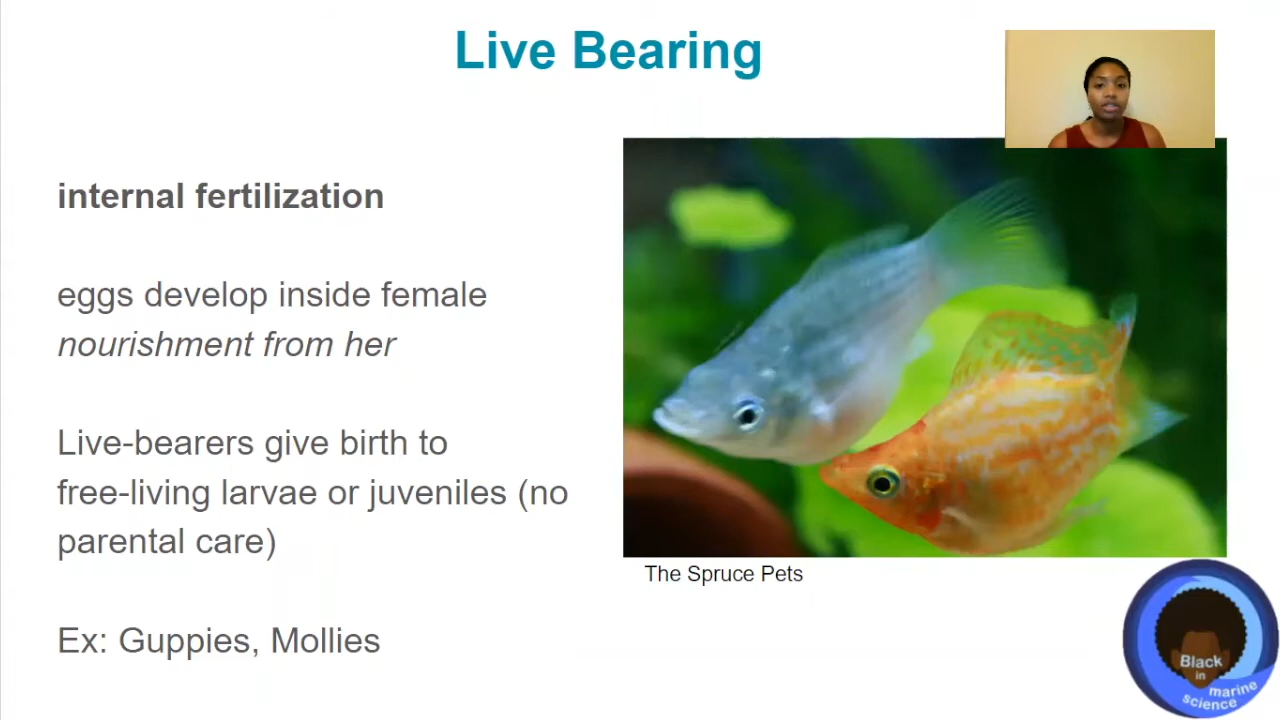 Live Bearing
internal fertilization
eggs develop inside female
nourishment from her
Live-bearers give birth to
free-living larvae or juveniles (no
parental care)
Ex: Guppies, Mollies
The Spruce Pets
Black
in
marine
science